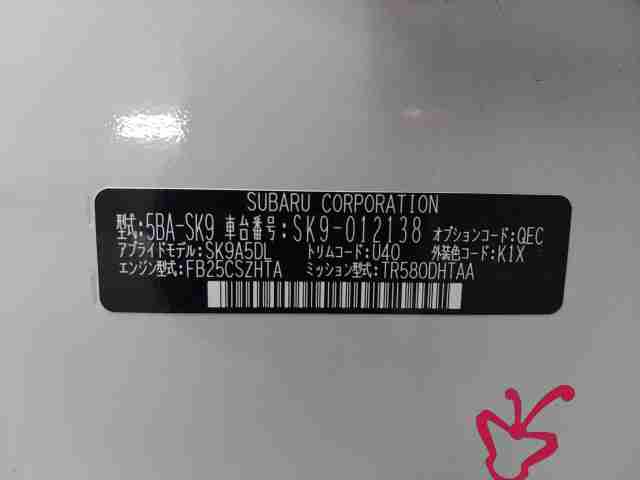 SUBARU CORPORATION
型式:5BA-SK9 車台番号:SK9-012138 オプションコード:QEC
アプライドモデル:SK9A5DL トリムコード:U40 外装色コード:K1X
エンジン型式:FB25CSZHTA ミッション型式:TR580DHTAA